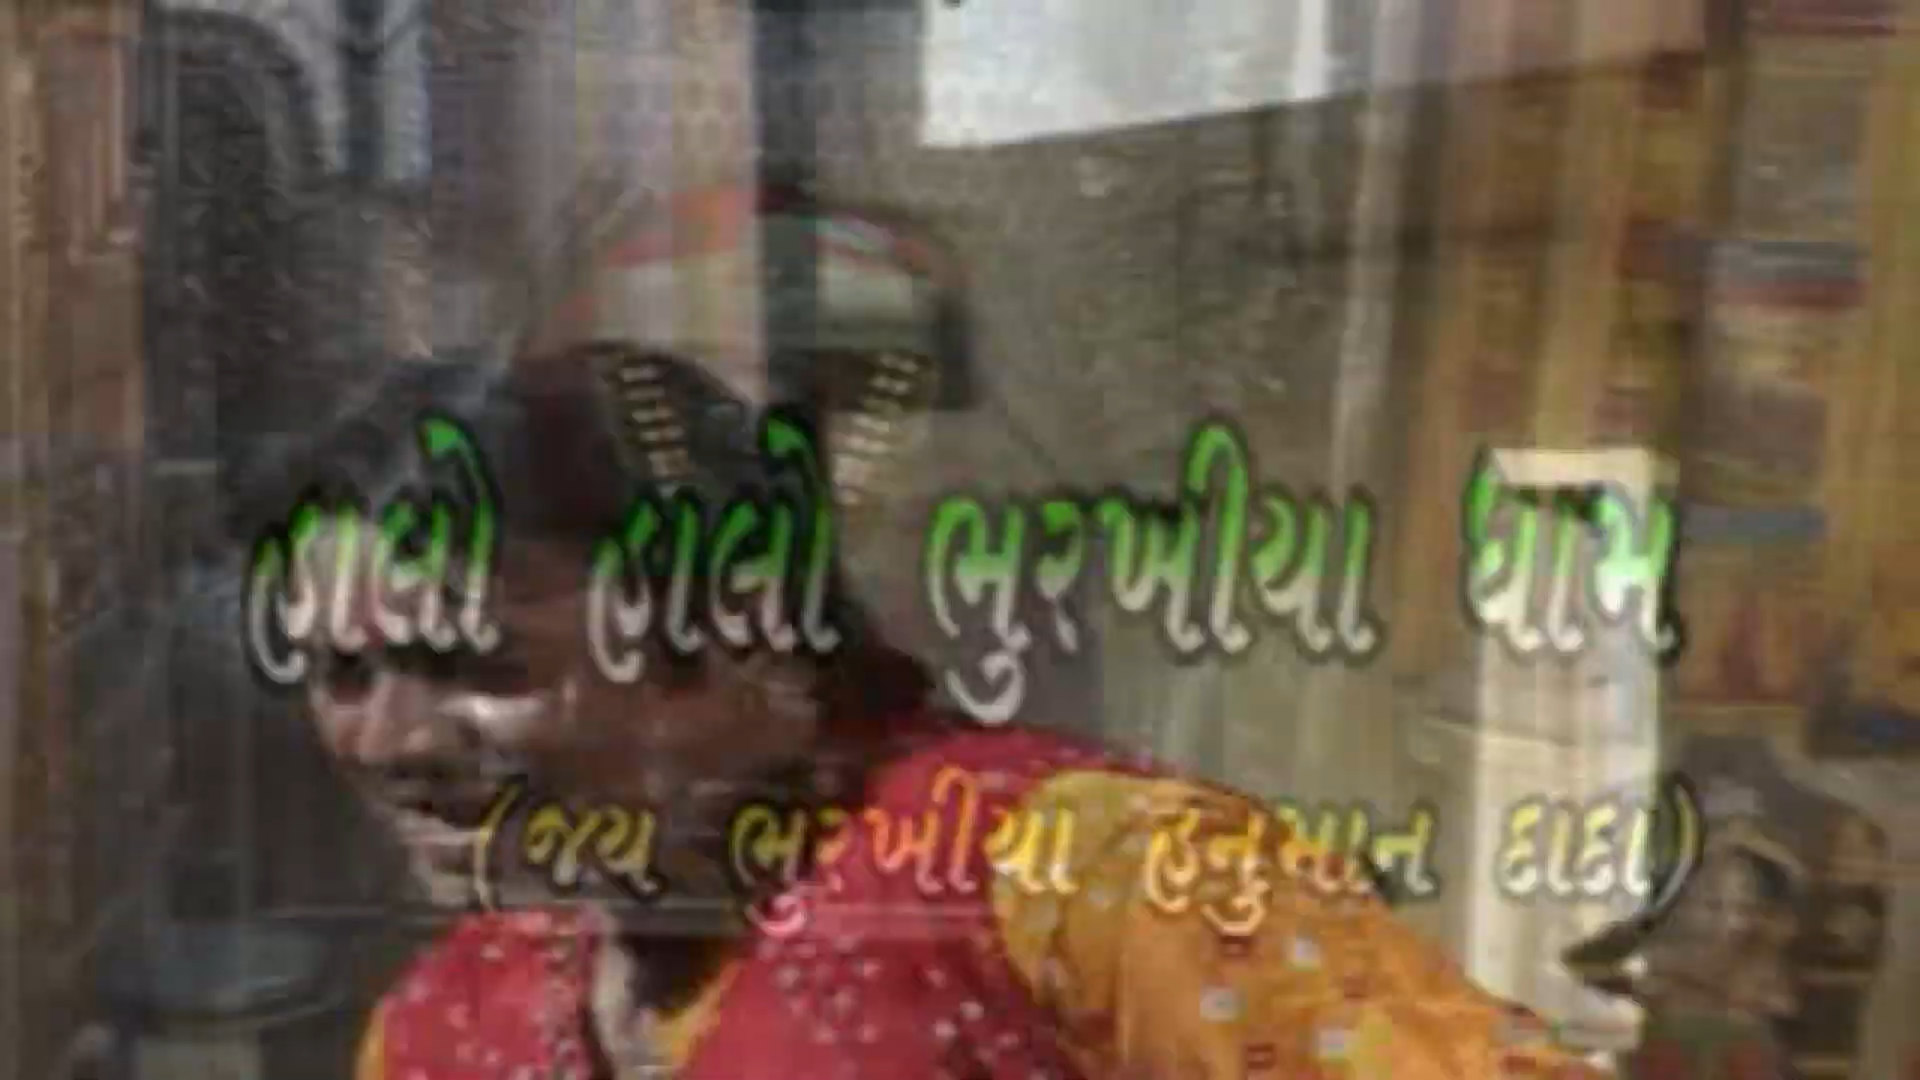 હાલો હાલો ભુરખીયા ધામ
(જય ભુરખીયા હનુમાન દાદા)